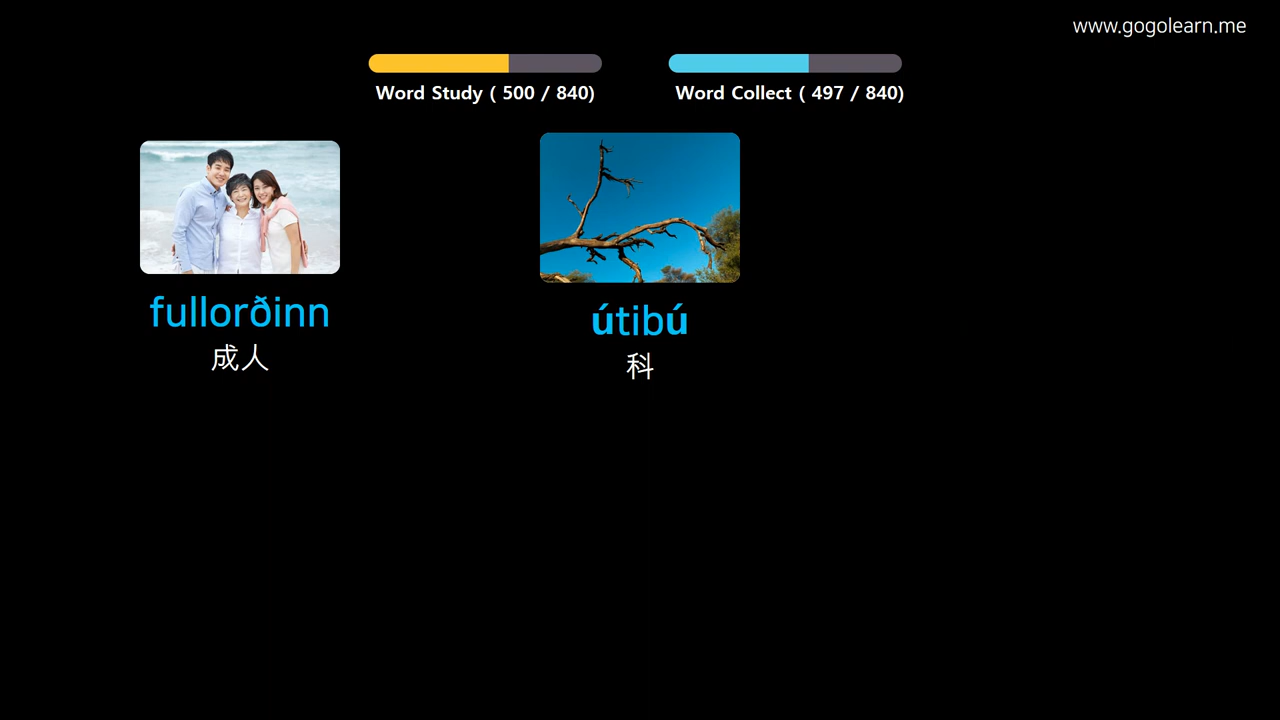 www.gogolearn.me
Word Study ( 500 / 840)
Word Collect ( 497 / 840)
fullorðinn
成人
útibú
科